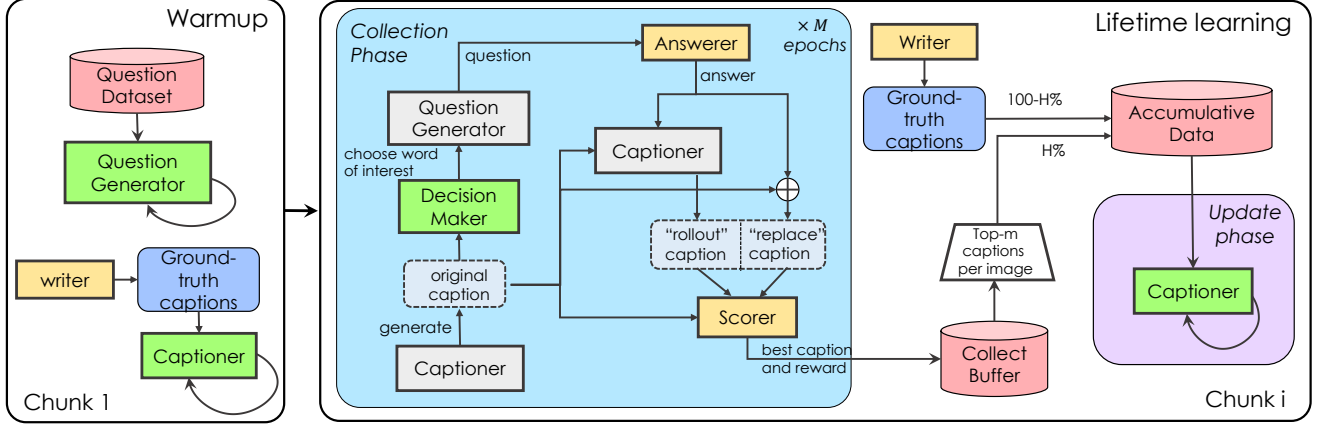 Warmup
Question
Dataset
Question
Generator
writer
Ground-
truth
captions
Captioner
Chunk 1
Lifetime learning
Collection
Phase
× M
epochs
question
Answerer
answer
Question
Generator
choose word
of interest
Decision
Maker
original
caption
generate
Captioner
Captioner
“rollout”
caption
“replace”
caption
Scorer
best caption
and reward
Writer
Ground-
truth
captions
100-H%
H%
Accumulative
Data
Top-m
captions
per image
Collect
Buffer
Update
phase
Captioner
Chunk i